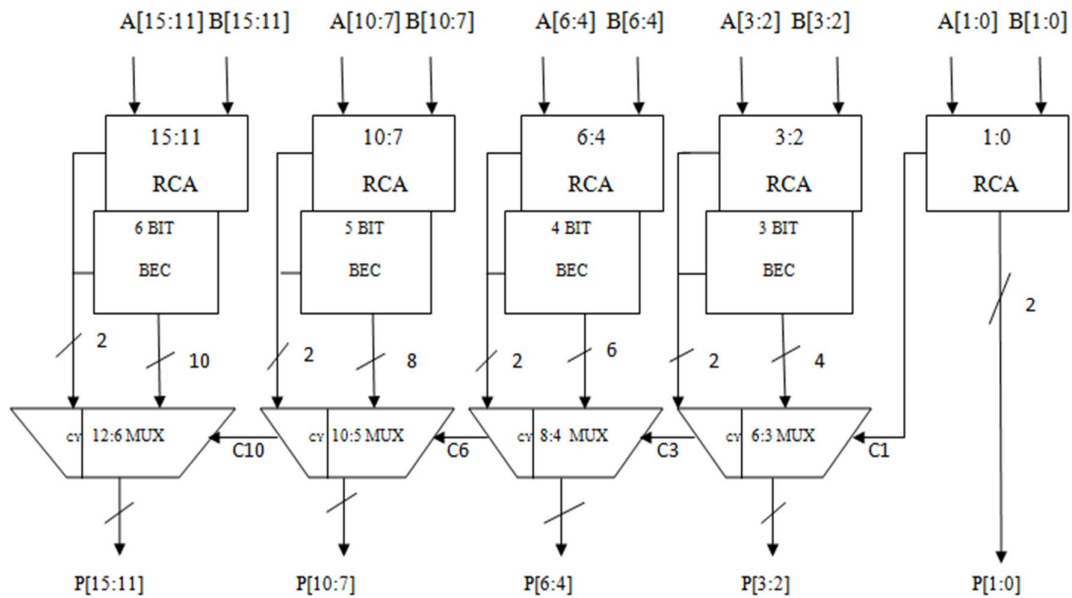 A[15:11] B[15:11] A[10:7] B[10:7] A[6:4] B[6:4] A[3:2] B[3:2] A[1:0] B[1:0]
15:11 10:7 6:4 3:2 1:0
RCA RCA RCA RCA RCA
6 BIT 5 BIT 4 BIT 3 BIT
BEC BEC BEC BEC
2
2 10 2 8 2 6 2 4
CY 12:6 MUX CY 10:5 MUX CY 8:4 MUX CY 6:3 MUX
C10 C6 C3 C1
P[15:11] P[10:7] P[6:4] P[3:2] P[1:0]